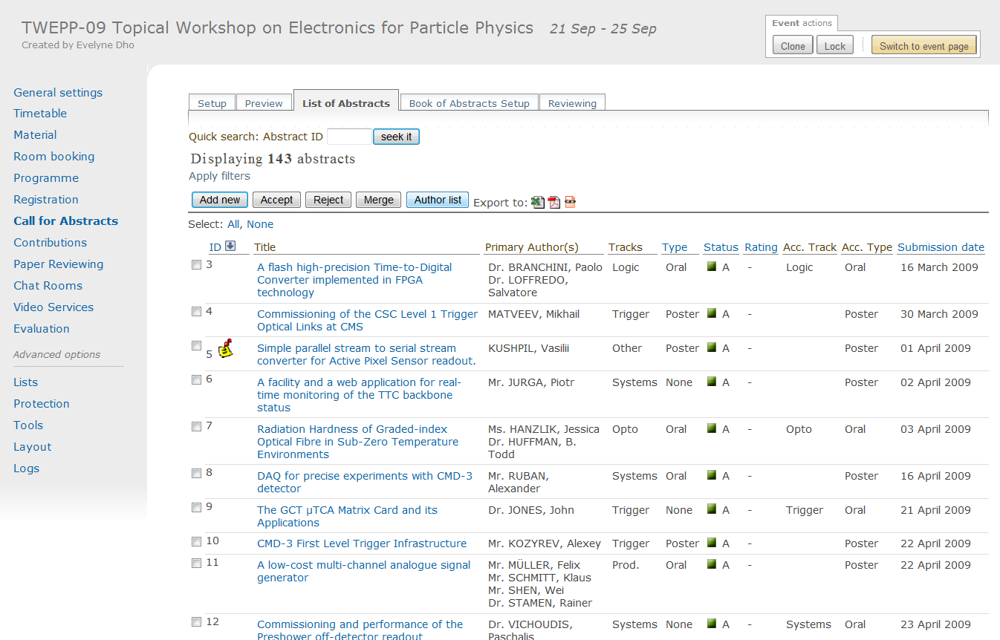 TWEPP-09 Topical Workshop on Electronics for Particle Physics 21 Sep - 25 Sep
Created by Evelyne Dho
Event actions
Clone Lock Switch to event page
General settings
Timetable
Material
Room booking
Programme
Registration
Call for Abstracts
Contributions
Paper Reviewing
Chat Rooms
Video Services
Evaluation
Advanced options
Lists
Protection
Tools
Layout
Logs
Setup Preview List of Abstracts Book of Abstracts Setup Reviewing
Quick search: Abstract ID seek it
Displaying 143 abstracts
Apply filters
Add new Accept Reject Merge Author list Export to:
Select: All, None
ID Title Primary Author(s) Tracks Type Status Rating Acc. Track Acc. Type Submission date
3 A flash high-precision Time-to-Digital Dr. BRANCHINI, Paolo Logic Oral A - Logic Oral 16 March 2009
Converter implemented in FPGA Dr. LOFFREDO,
technology Salvatore
4 Commissioning of the CSC Level 1 Trigger MATVEEV, Mikhail Trigger Poster A - Poster 30 March 2009
Optical Links at CMS
5 Simple parallel stream to serial stream KUSHPIL, Vasilii Other Poster A - Poster 01 April 2009
converter for Active Pixel Sensor readout.
6 A facility and a web application for real- Mr. JURGA, Piotr Systems None A - Poster 02 April 2009
time monitoring of the TTC backbone
status
7 Radiation Hardness of Graded-index Ms. HANZLIK, Jessica Opto Oral A - Opto Oral 03 April 2009
Optical Fibre in Sub-Zero Temperature Dr. HUFFMAN, B.
Environments Todd
8 DAQ for precise experiments with CMD-3 Mr. RUBAN, Systems Oral A - Poster 16 April 2009
detector Alexander
9 The GCT µTCA Matrix Card and its Dr. JONES, John Trigger None A - Trigger Oral 21 April 2009
Applications
10 CMD-3 First Level Trigger Infrastructure Mr. KOZYREV, Alexey Trigger Poster A - Poster 22 April 2009
11 A low-cost multi-channel analogue signal Mr. MÜLLER, Felix Prod. Oral A - Poster 22 April 2009
generator Mr. SCHMITT, Klaus
Mr. SHEN, Wei
Dr. STAMEN, Rainer
12 Commissioning and performance of the Dr. VICHOUDIS, Systems None A - Systems Oral 23 April 2009
Preshower off-detector readout Paschalis